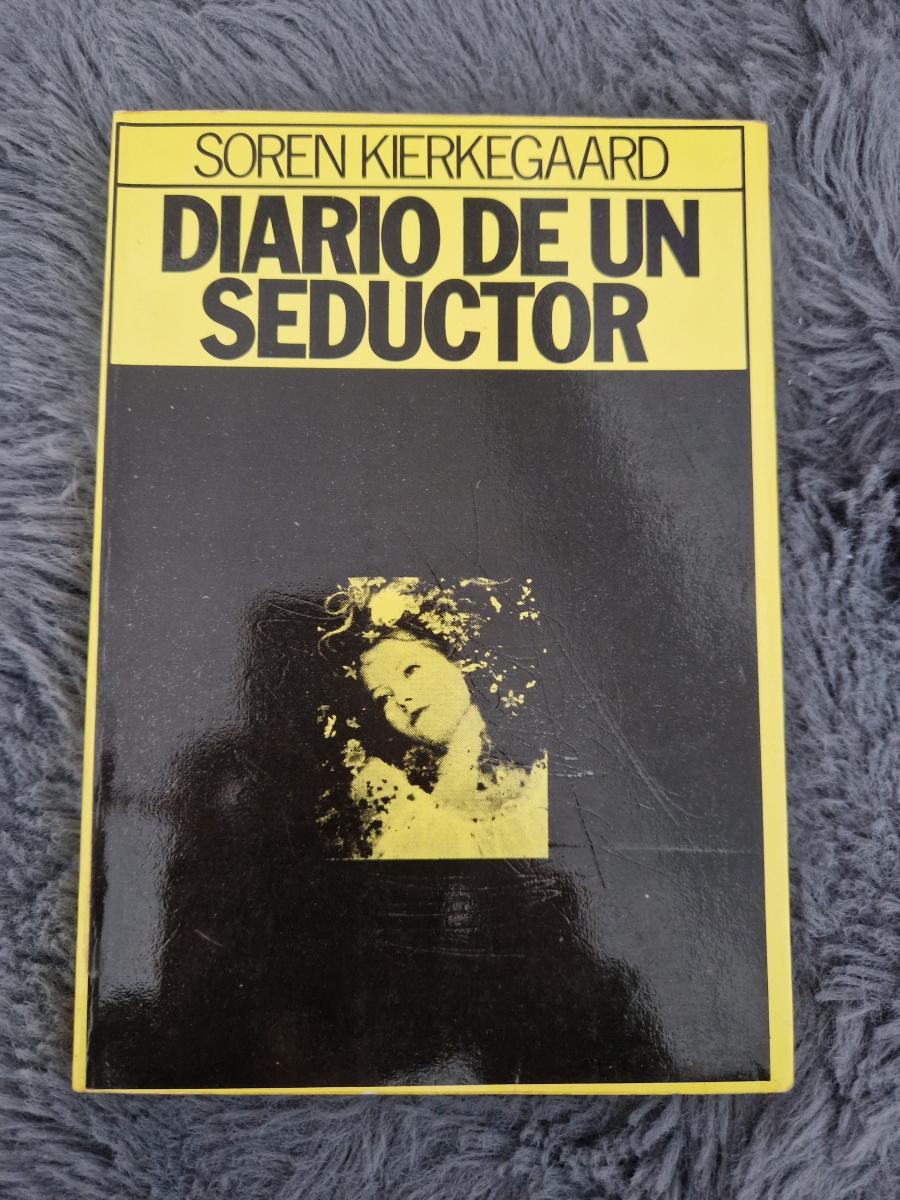 SOREN KIERKEGAARD
DIARIO DE UN
SEDUCTOR